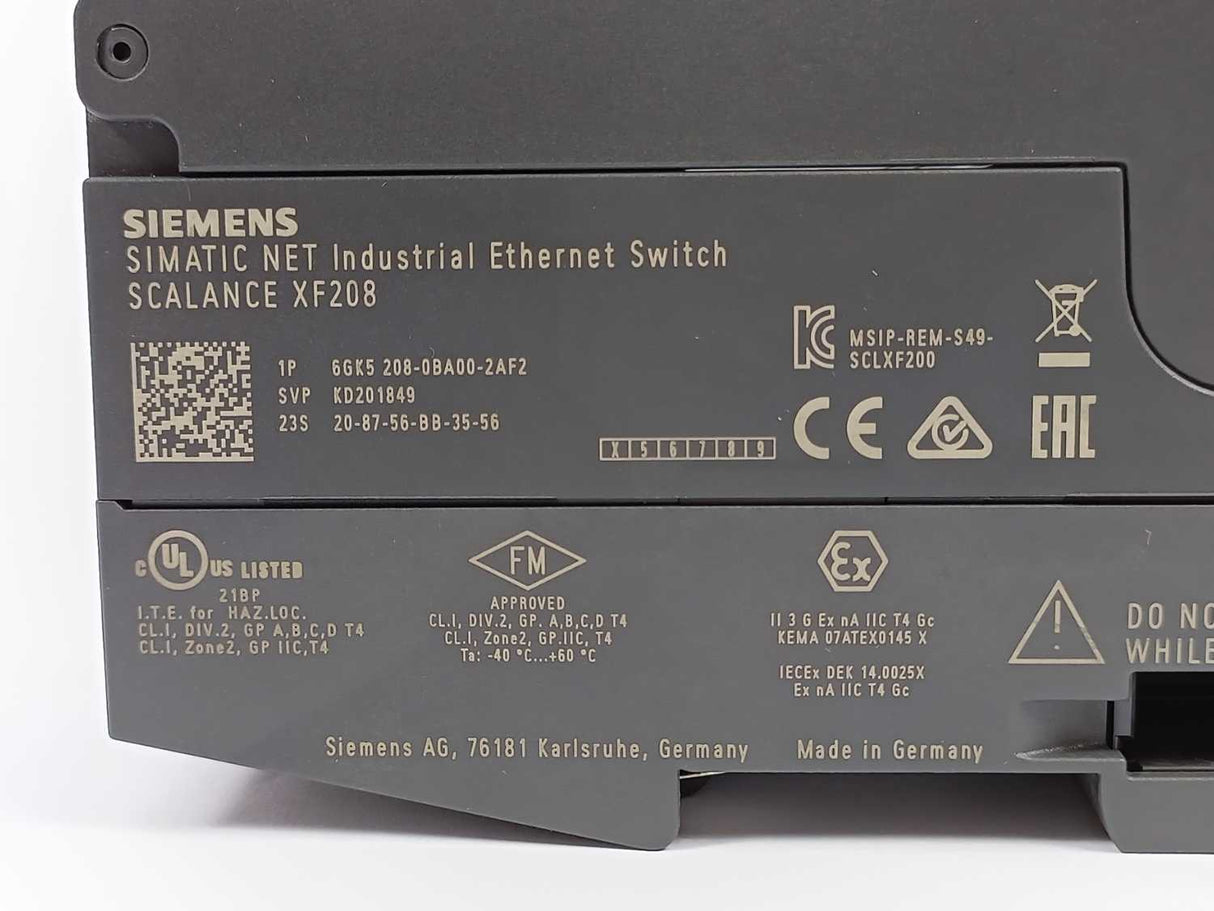 SIEMENS
SIMATIC NET Industrial Ethernet Switch
SCALANCE XF208
1P 6GK5 208-0BA00-2AF2
SVP KD201849
23S 20-87-56-BB-35-56
X 5 6 7 8 9
MSIP-REM-S49-
SCLXF200
CE
EAC
c UL US LISTED
21BP
I.T.E. for HAZ.LOC.
CL.I, DIV.2, GP A,B,C,D T4
CL.I, Zone2, GP IIC,T4
FM
APPROVED
CL.I, DIV.2, GP. A,B,C,D T4
CL.I, Zone2, GP.IIC, T4
Ta: -40 °C...+60 °C
Ex
II 3 G Ex nA IIC T4 Gc
KEMA 07ATEX0145 X
IECEx DEK 14.0025X
Ex nA IIC T4 Gc
DO
WHILE
Siemens AG, 76181 Karlsruhe, Germany Made in Germany